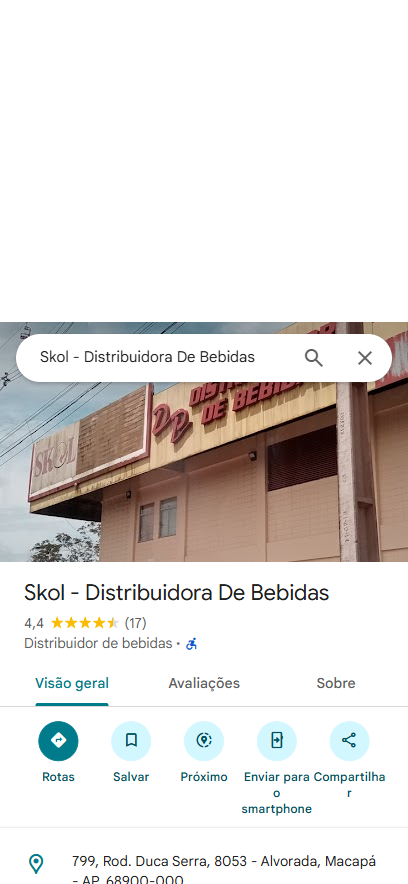 Skol - Distribuidora De Bebidas
DE BEBIDAS
SKOL
Skol - Distribuidora De Bebidas
4,4 (17)
Distribuidor de bebidas ·
Visão geral Avaliações Sobre
Rotas Salvar Próximo Enviar para o smartphone Compartilhar
799, Rod. Duca Serra, 8053 - Alvorada, Macapá
- AP, 68900-000